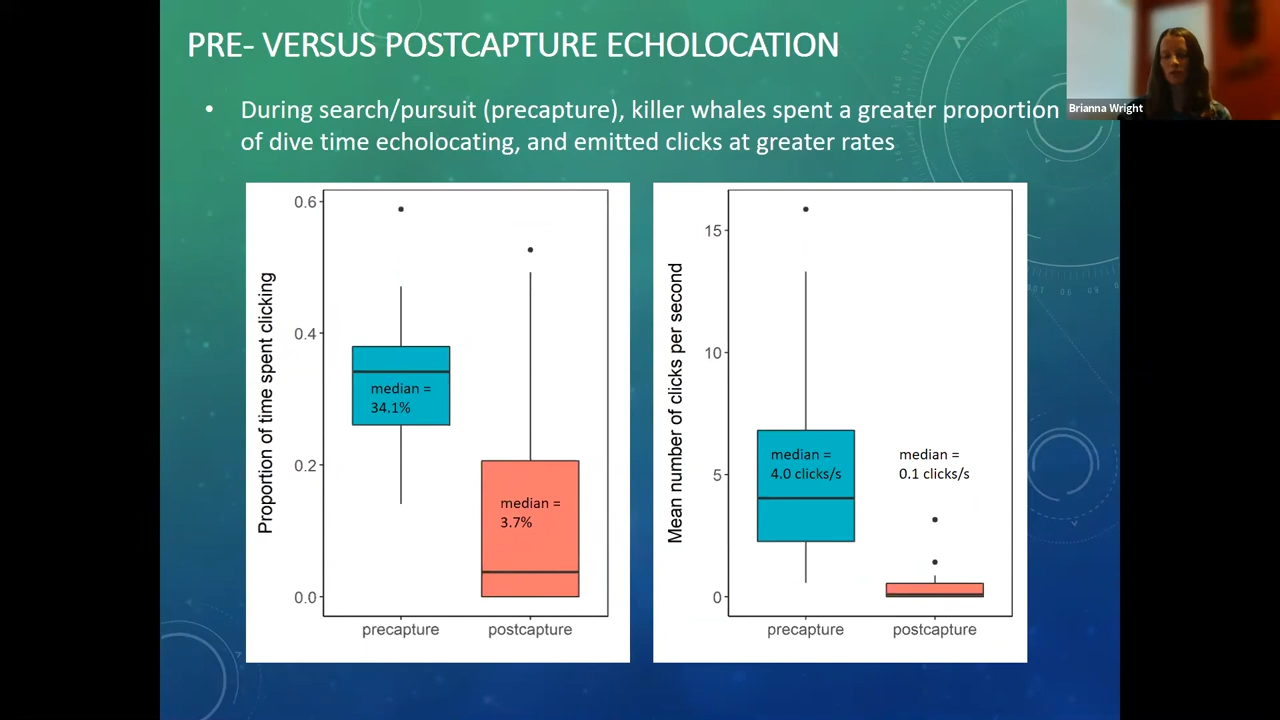 PRE- VERSUS POSTCAPTURE ECHOLOCATION
Brianna Wright
• During search/pursuit (precapture), killer whales spent a greater proportion
of dive time echolocating, and emitted clicks at greater rates
Proportion of time spent clicking
0.6
0.4
0.2
0.0
median =
34.1%
median =
3.7%
precapture
postcapture
Mean number of clicks per second
15
10
5
0
median =
4.0 clicks/s
median =
0.1 clicks/s
precapture
postcapture